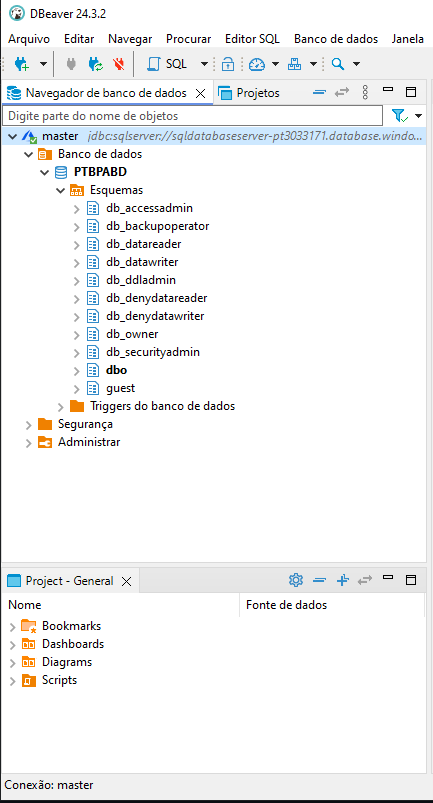 DBeaver 24.3.2
Arquivo Editar Navegar Procurar Editor SQL Banco de dados Janela
SQL
Navegador de banco de dados Projetos
Digite parte do nome de objetos
master jdbc:sqlserver://sqldatabaseserver-pt3033171.database.windo...
Banco de dados
PTBPABD
Esquemas
db_accessadmin
db_backupoperator
db_datareader
db_datawriter
db_ddladmin
db_denydatareader
db_denydatawriter
db_owner
db_securityadmin
dbo
guest
Triggers do banco de dados
Segurança
Administrar
Project - General
Nome Fonte de dados
Bookmarks
Dashboards
Diagrams
Scripts
Conexão: master